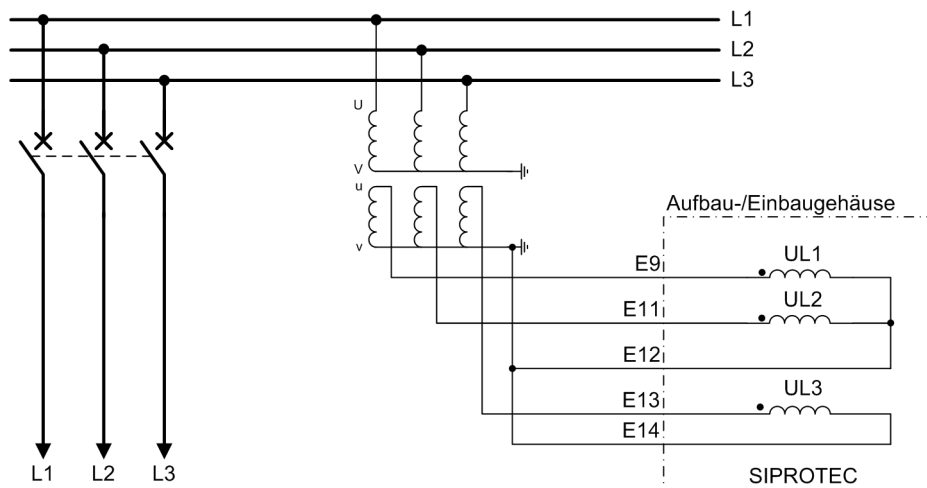 L1
L2
L3
U
V
u
v
Aufbau-/Einbaugehäuse
E9
UL1
E11
UL2
E12
E13
UL3
E14
L1 L2 L3
SIPROTEC